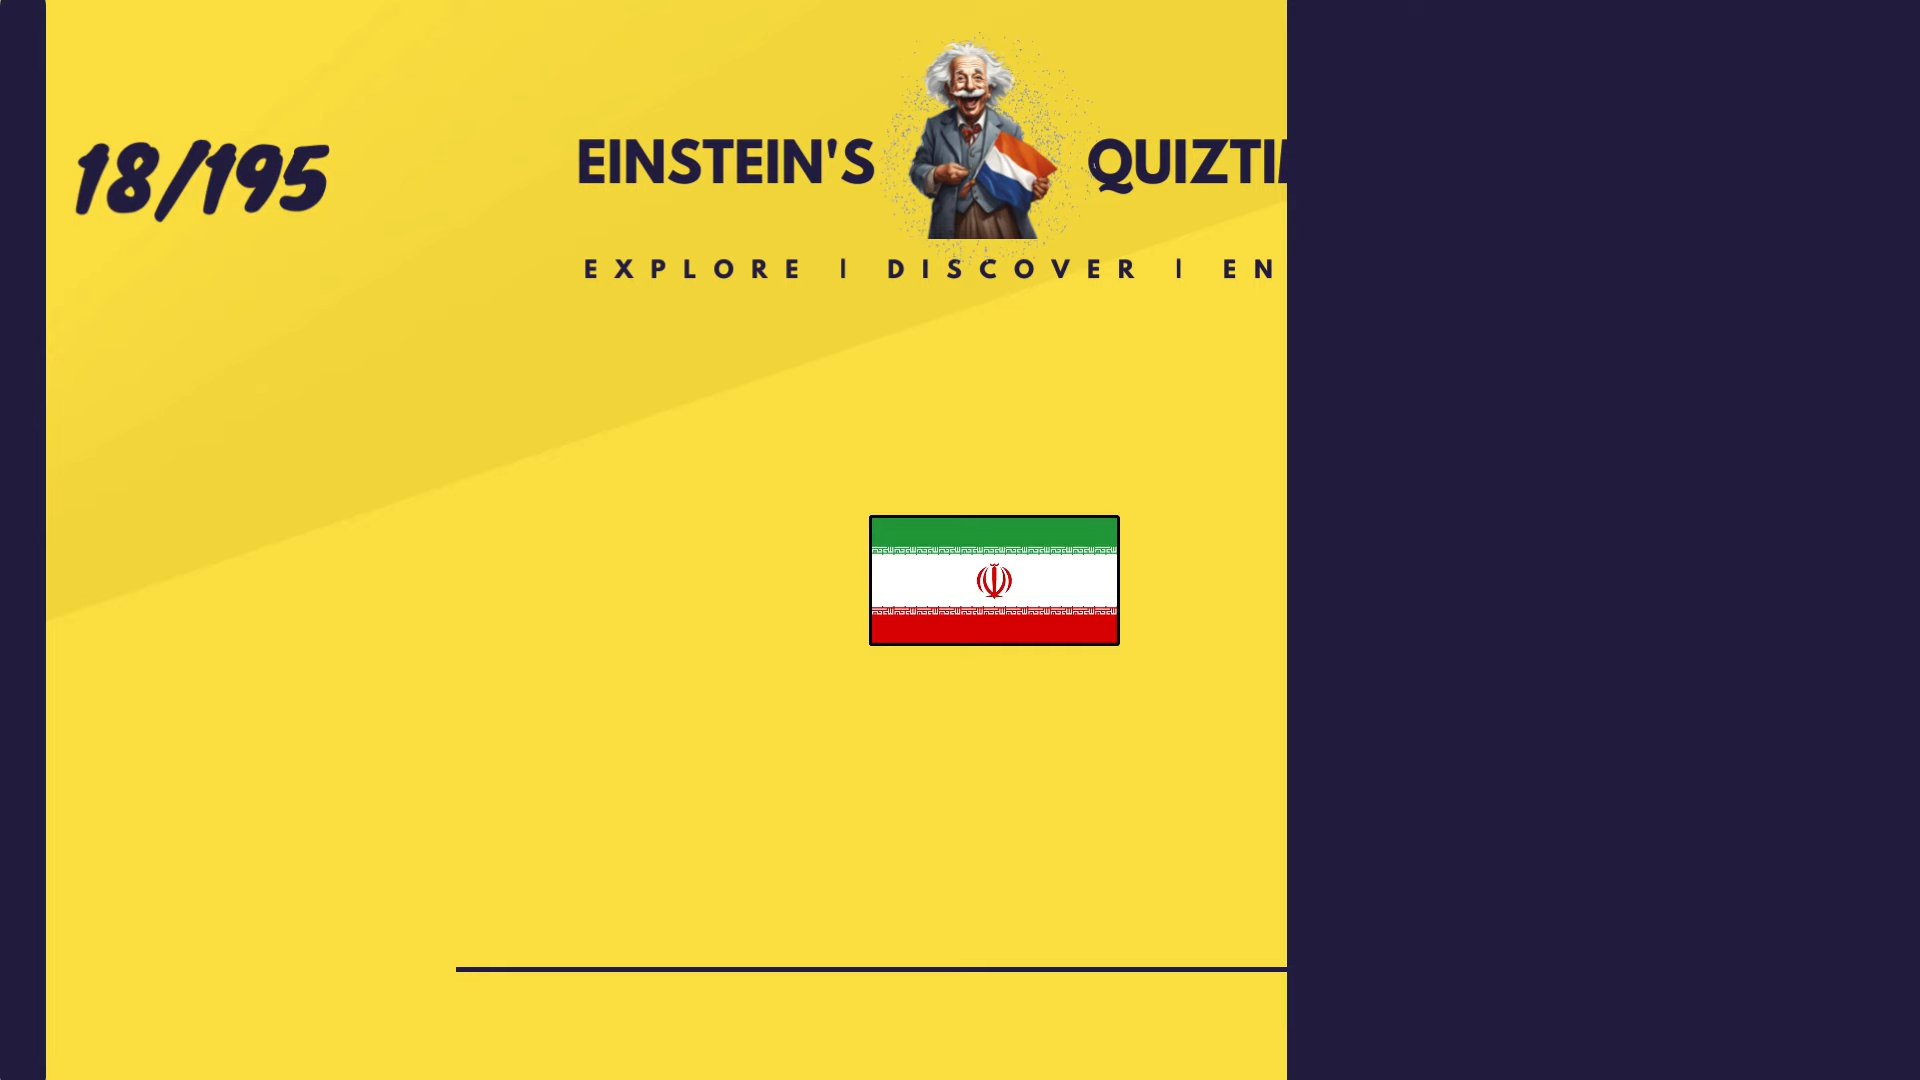 18/195
EINSTEIN'S QUIZTI
EXPLORE | DISCOVER | EN